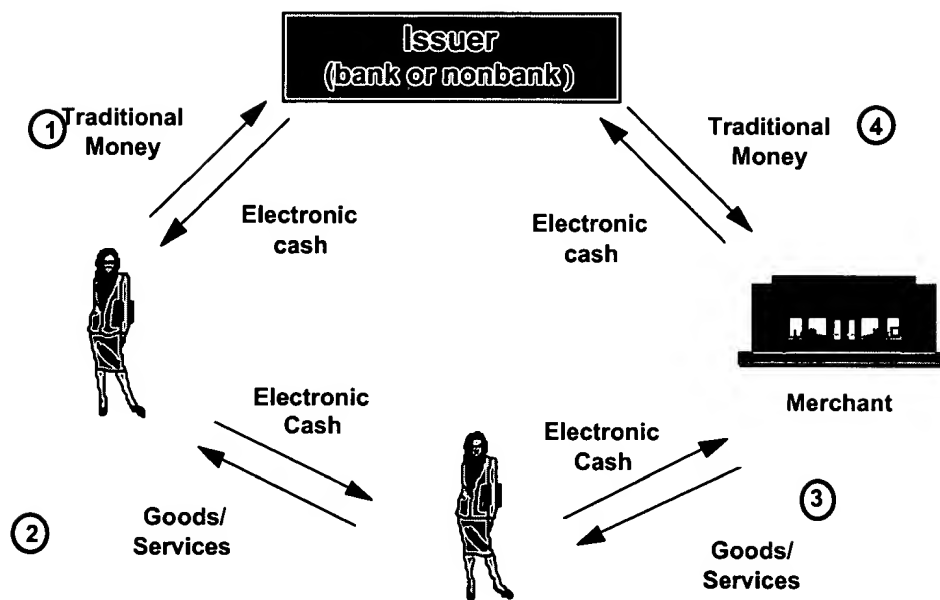 Issuer
(bank or nonbank)
1
Traditional
Money
Electronic
cash
Traditional
Money
4
Electronic
cash
Merchant
Electronic
Cash
Electronic
Cash
2
Goods/
Services
3
Goods/
Services